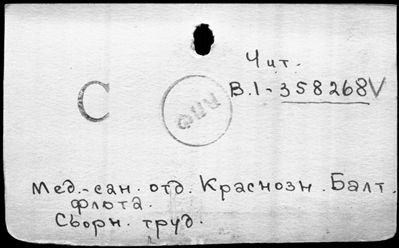 Чит.
В.1-358268V
С
Мед.-сан. отд. Краснозн. Балт.
флота.
Сборн. труд.